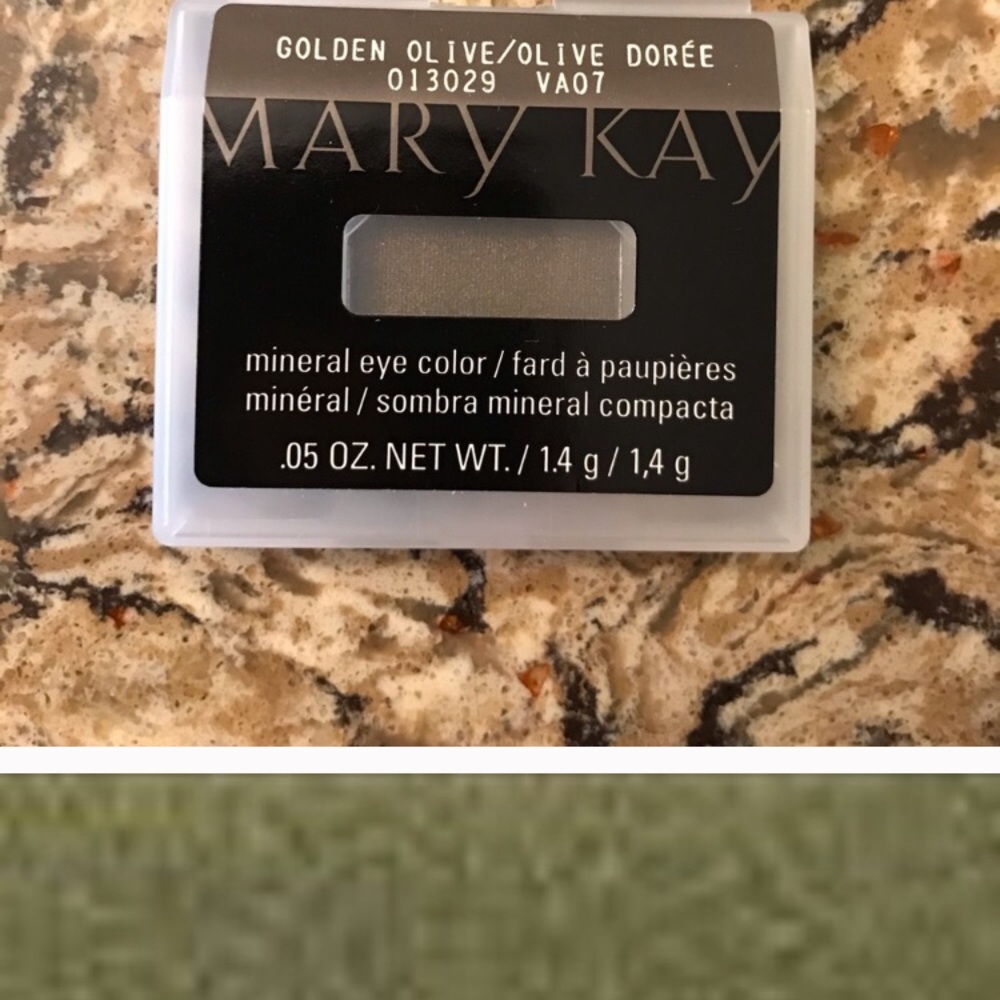 GOLDEN OLIVE/OLIVE DORÉE
013029 VA07
MARY KAY
mineral eye color / fard à paupières
minéral / sombra mineral compacta
.05 OZ. NET WT. / 1.4 g / 1,4 g